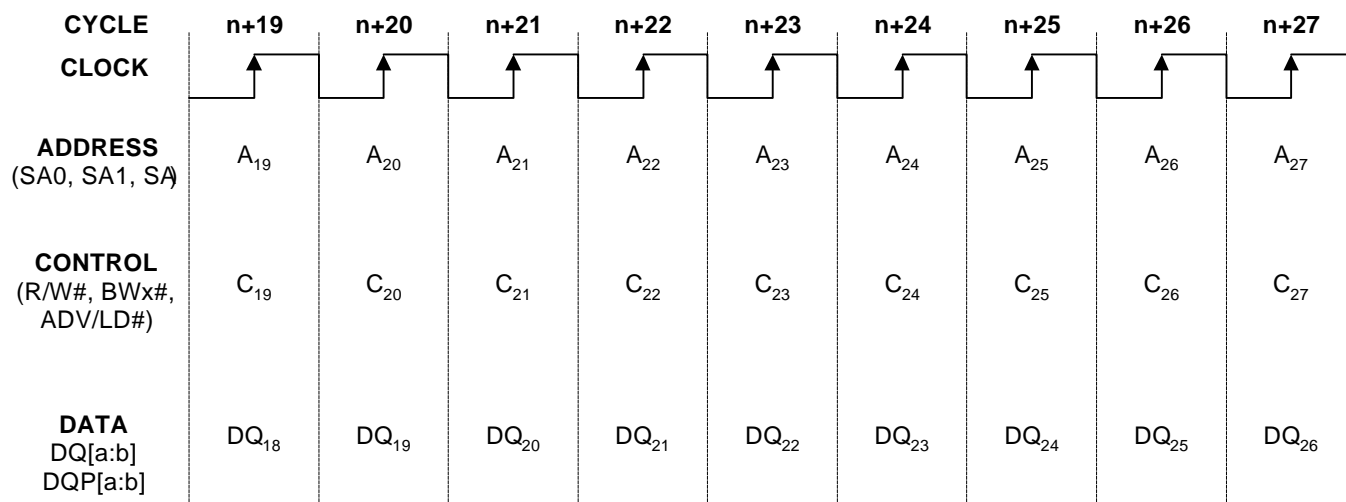 CYCLE n+19 n+20 n+21 n+22 n+23 n+24 n+25 n+26 n+27
CLOCK
ADDRESS
(SA0, SA1, SA) A19 A20 A21 A22 A23 A24 A25 A26 A27
CONTROL
(R/W#, BWx#, C19 C20 C21 C22 C23 C24 C25 C26 C27
ADV/LD#)
DATA
DQ[a:b] DQ18 DQ19 DQ20 DQ21 DQ22 DQ23 DQ24 DQ25 DQ26
DQP[a:b]